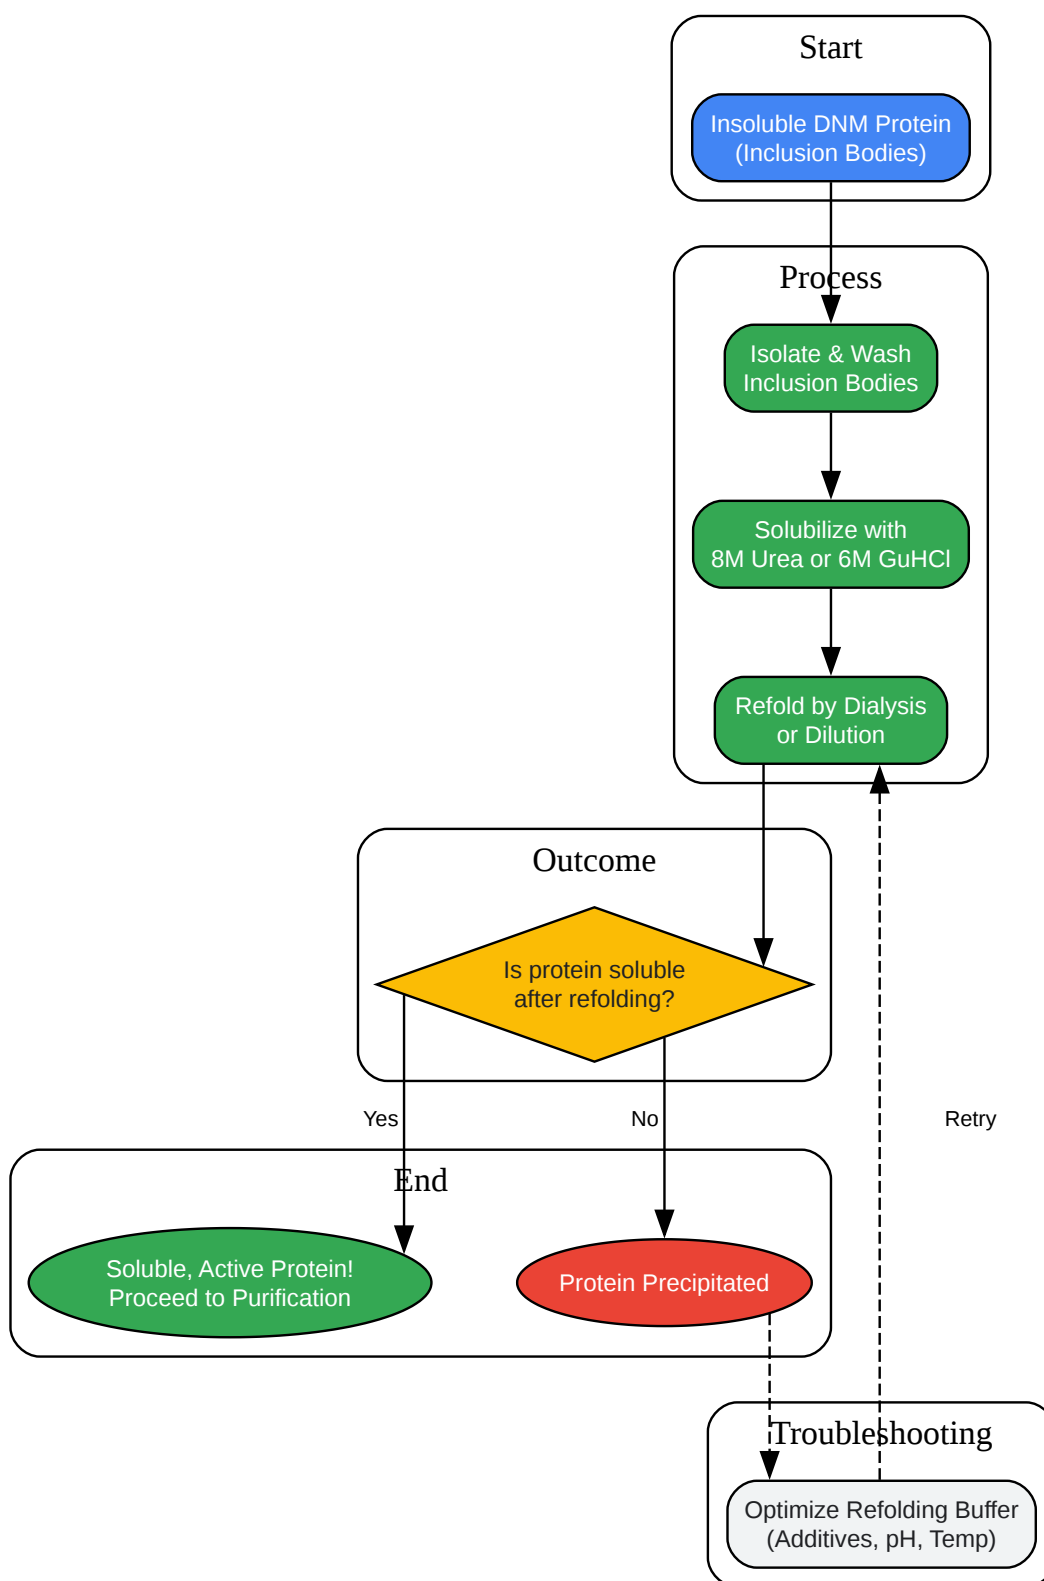 Start
Insoluble DNM Protein
(Inclusion Bodies)
Process
Isolate & Wash
Inclusion Bodies
Solubilize with
8M Urea or 6M GuHCl
Refold by Dialysis
or Dilution
Outcome
Is protein soluble
after refolding?
Yes
No
Retry
End
Soluble, Active Protein!
Proceed to Purification
Protein Precipitated
Troubleshooting
Optimize Refolding Buffer
(Additives, pH, Temp)